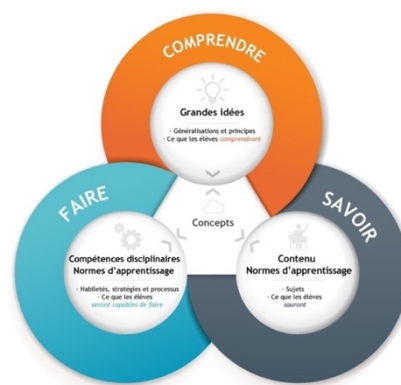 COMPRENDRE
Grandes idées
· Généralisations et principes
· Ce que les élèves comprendront
Concepts
FAIRE
Compétences disciplinaires
Normes d'apprentissage
· Habiletés, stratégies et processus
· Ce que les élèves
seront capables de faire
SAVOIR
Contenu
Normes d'apprentissage
· Sujets
· Ce que les élèves
sauront